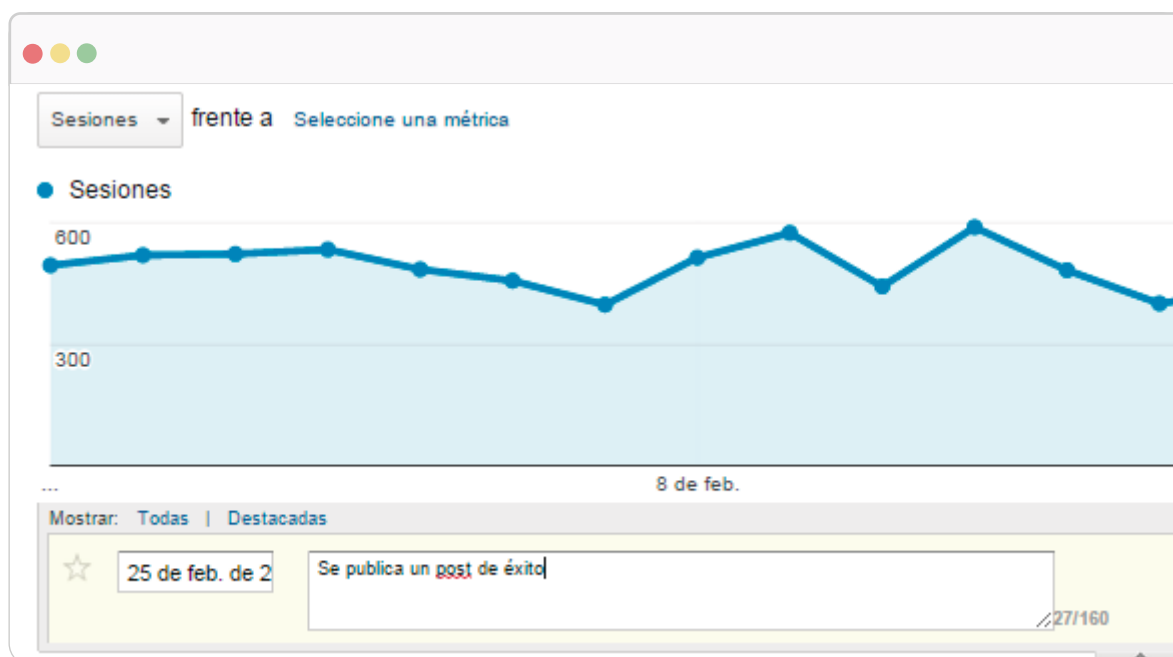 Sesiones frente a Seleccione una métrica
Sesiones
600
300
... 8 de feb.
Mostrar: Todas | Destacadas
25 de feb. de 2 Se publica un post de éxito
27/160